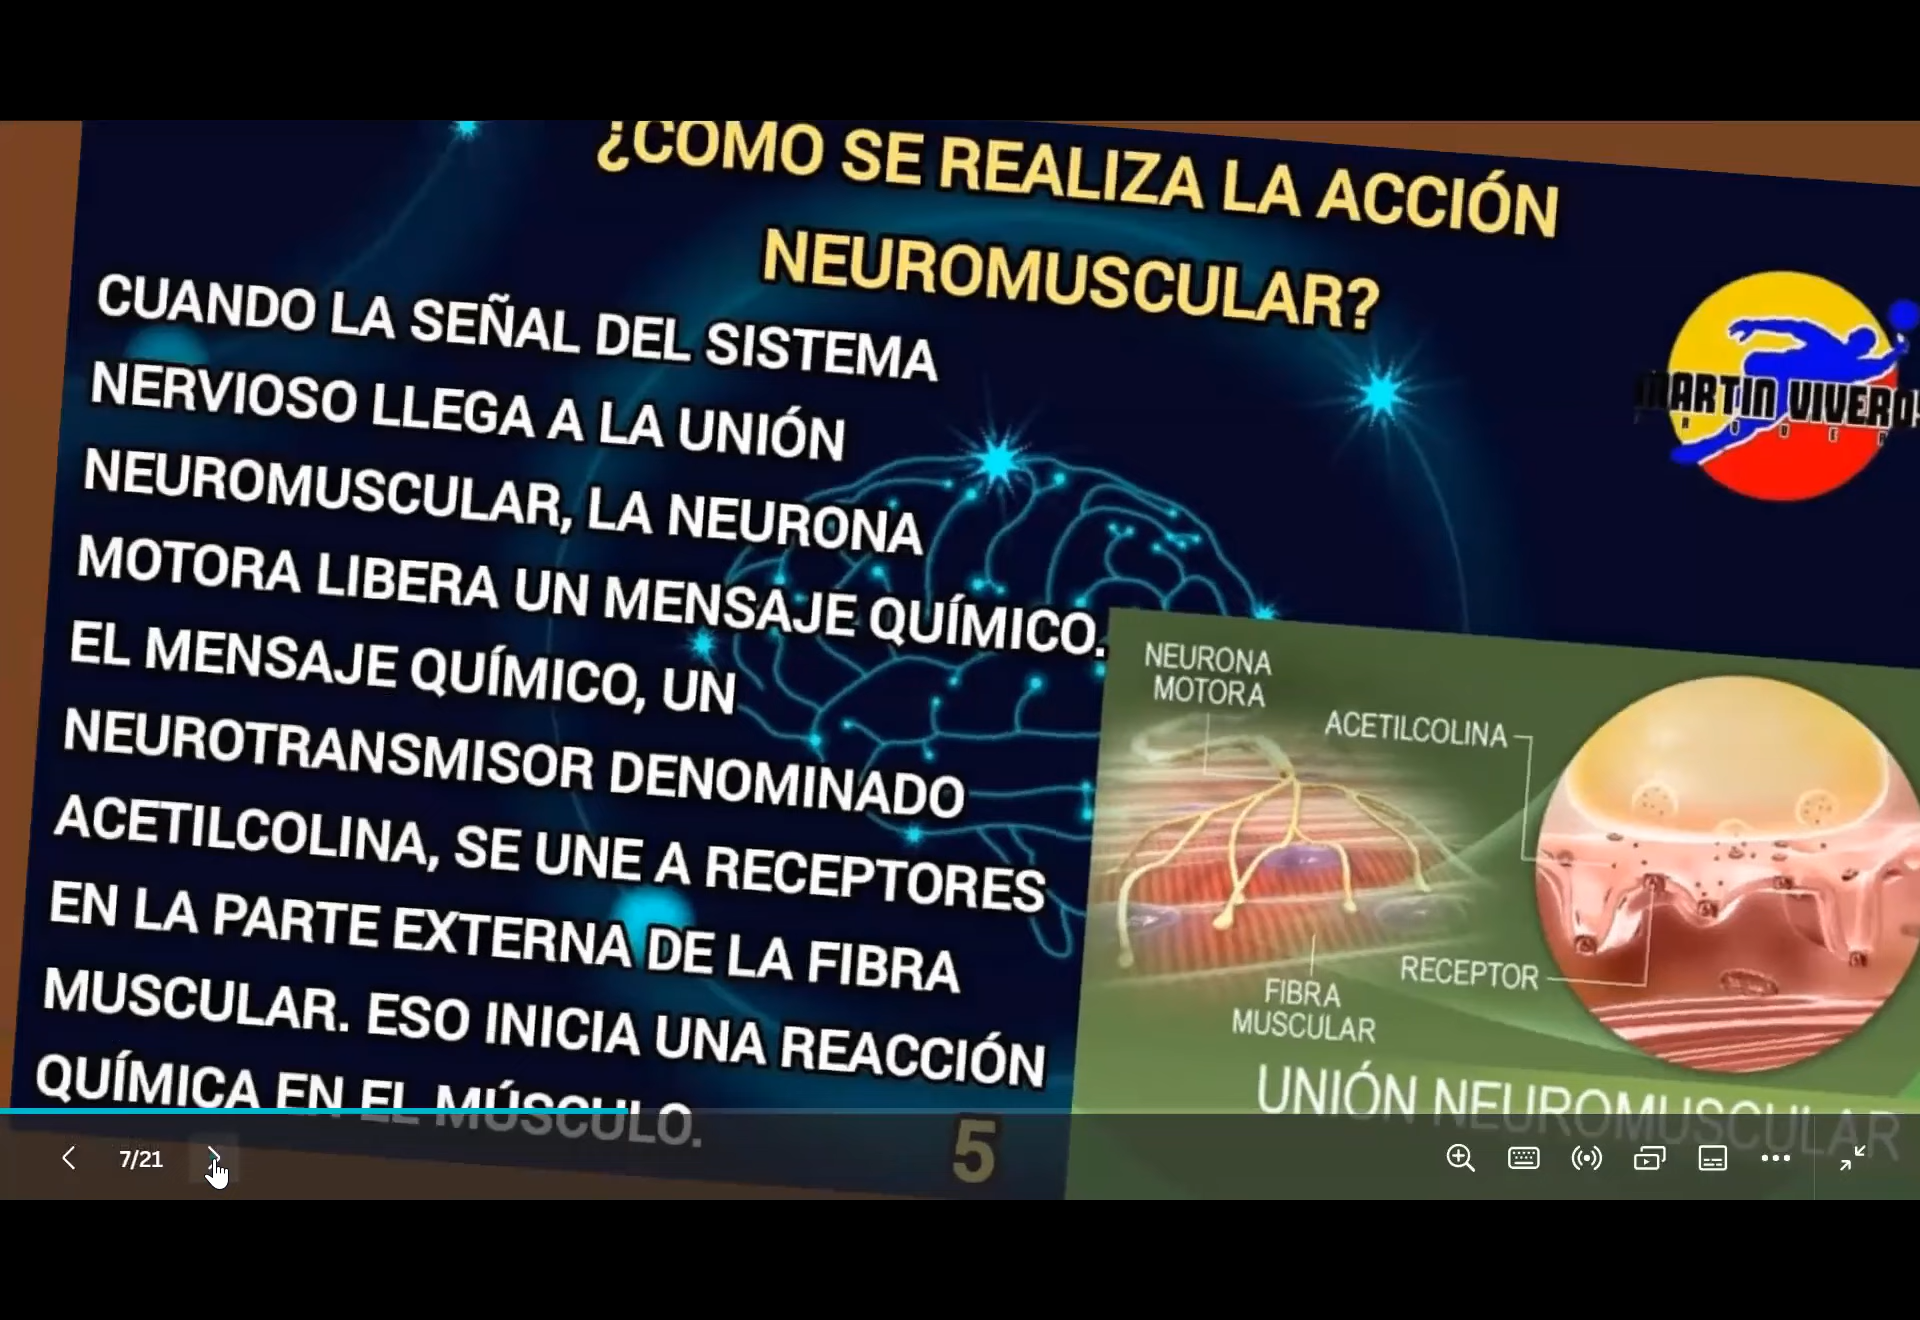 ¿COMO SE REALIZA LA ACCIÓN
NEUROMUSCULAR?
CUANDO LA SEÑAL DEL SISTEMA
NERVIOSO LLEGA A LA UNIÓN
NEUROMUSCULAR, LA NEURONA
MOTORA LIBERA UN MENSAJE QUÍMICO.
EL MENSAJE QUÍMICO, UN
NEUROTRANSMISOR DENOMINADO
ACETILCOLINA, SE UNE A RECEPTORES
EN LA PARTE EXTERNA DE LA FIBRA
MUSCULAR. ESO INICIA UNA REACCIÓN
QUÍMICA EN EL MÚSCULO.
MARTIN VIVEROS
NEURONA
MOTORA
ACETILCOLINA
RECEPTOR
FIBRA
MUSCULAR
UNIÓN NEUROMUSCULAR
5
7/21